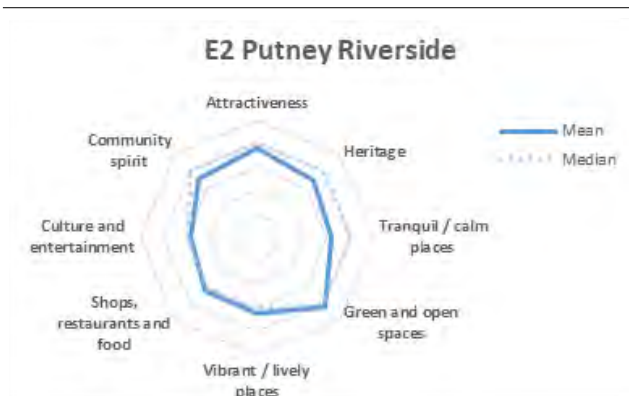 E2 Putney Riverside
Attractiveness
Heritage
Tranquil / calm
places
Green and open
spaces
Vibrant / lively
places
Shops,
restaurants and
food
Culture and
entertainment
Community
spirit
Mean
Median